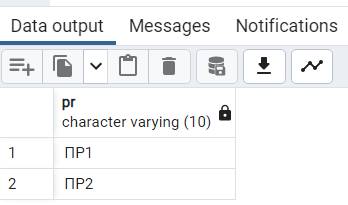 Data output Messages Notifications
pr
character varying (10)
1 ПР1
2 ПР2